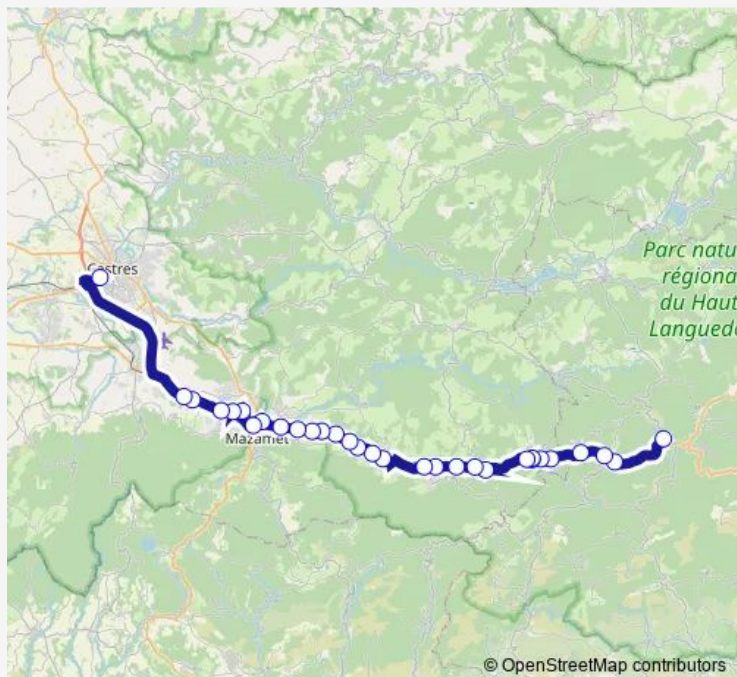 Castres
Parc natu
régiona
du Haut
Langued
Mazamet
© OpenStreetMap contributors